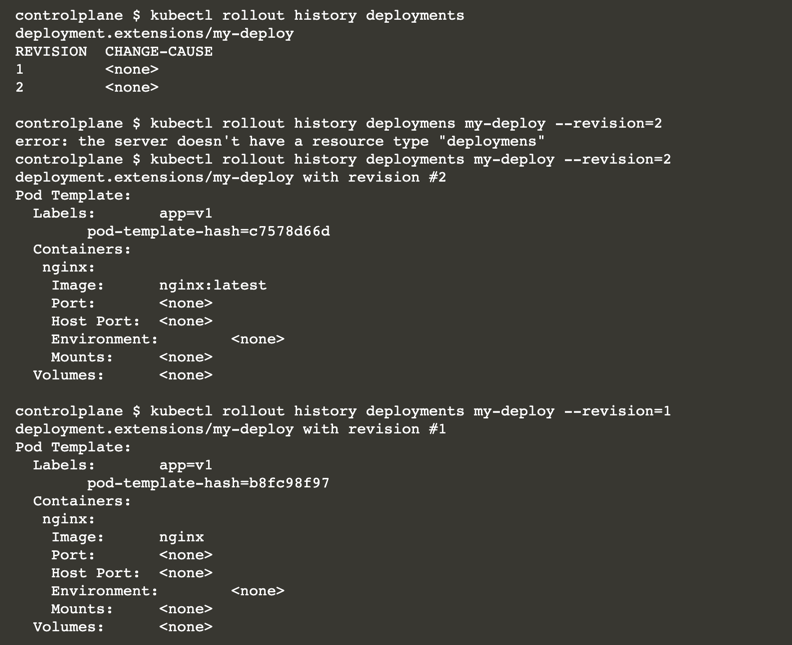 controlplane $ kubectl rollout history deployments
deployment.extensions/my-deploy
REVISION  CHANGE-CAUSE
1         <none>
2         <none>

controlplane $ kubectl rollout history deploymens my-deploy --revision=2
error: the server doesn't have a resource type "deploymens"
controlplane $ kubectl rollout history deployments my-deploy --revision=2
deployment.extensions/my-deploy with revision #2
Pod Template:
  Labels:       app=v1
        pod-template-hash=c7578d66d
  Containers:
   nginx:
    Image:      nginx:latest
    Port:       <none>
    Host Port:  <none>
    Environment:        <none>
    Mounts:     <none>
  Volumes:      <none>

controlplane $ kubectl rollout history deployments my-deploy --revision=1
deployment.extensions/my-deploy with revision #1
Pod Template:
  Labels:       app=v1
        pod-template-hash=b8fc98f97
  Containers:
   nginx:
    Image:      nginx
    Port:       <none>
    Host Port:  <none>
    Environment:        <none>
    Mounts:     <none>
  Volumes:      <none>